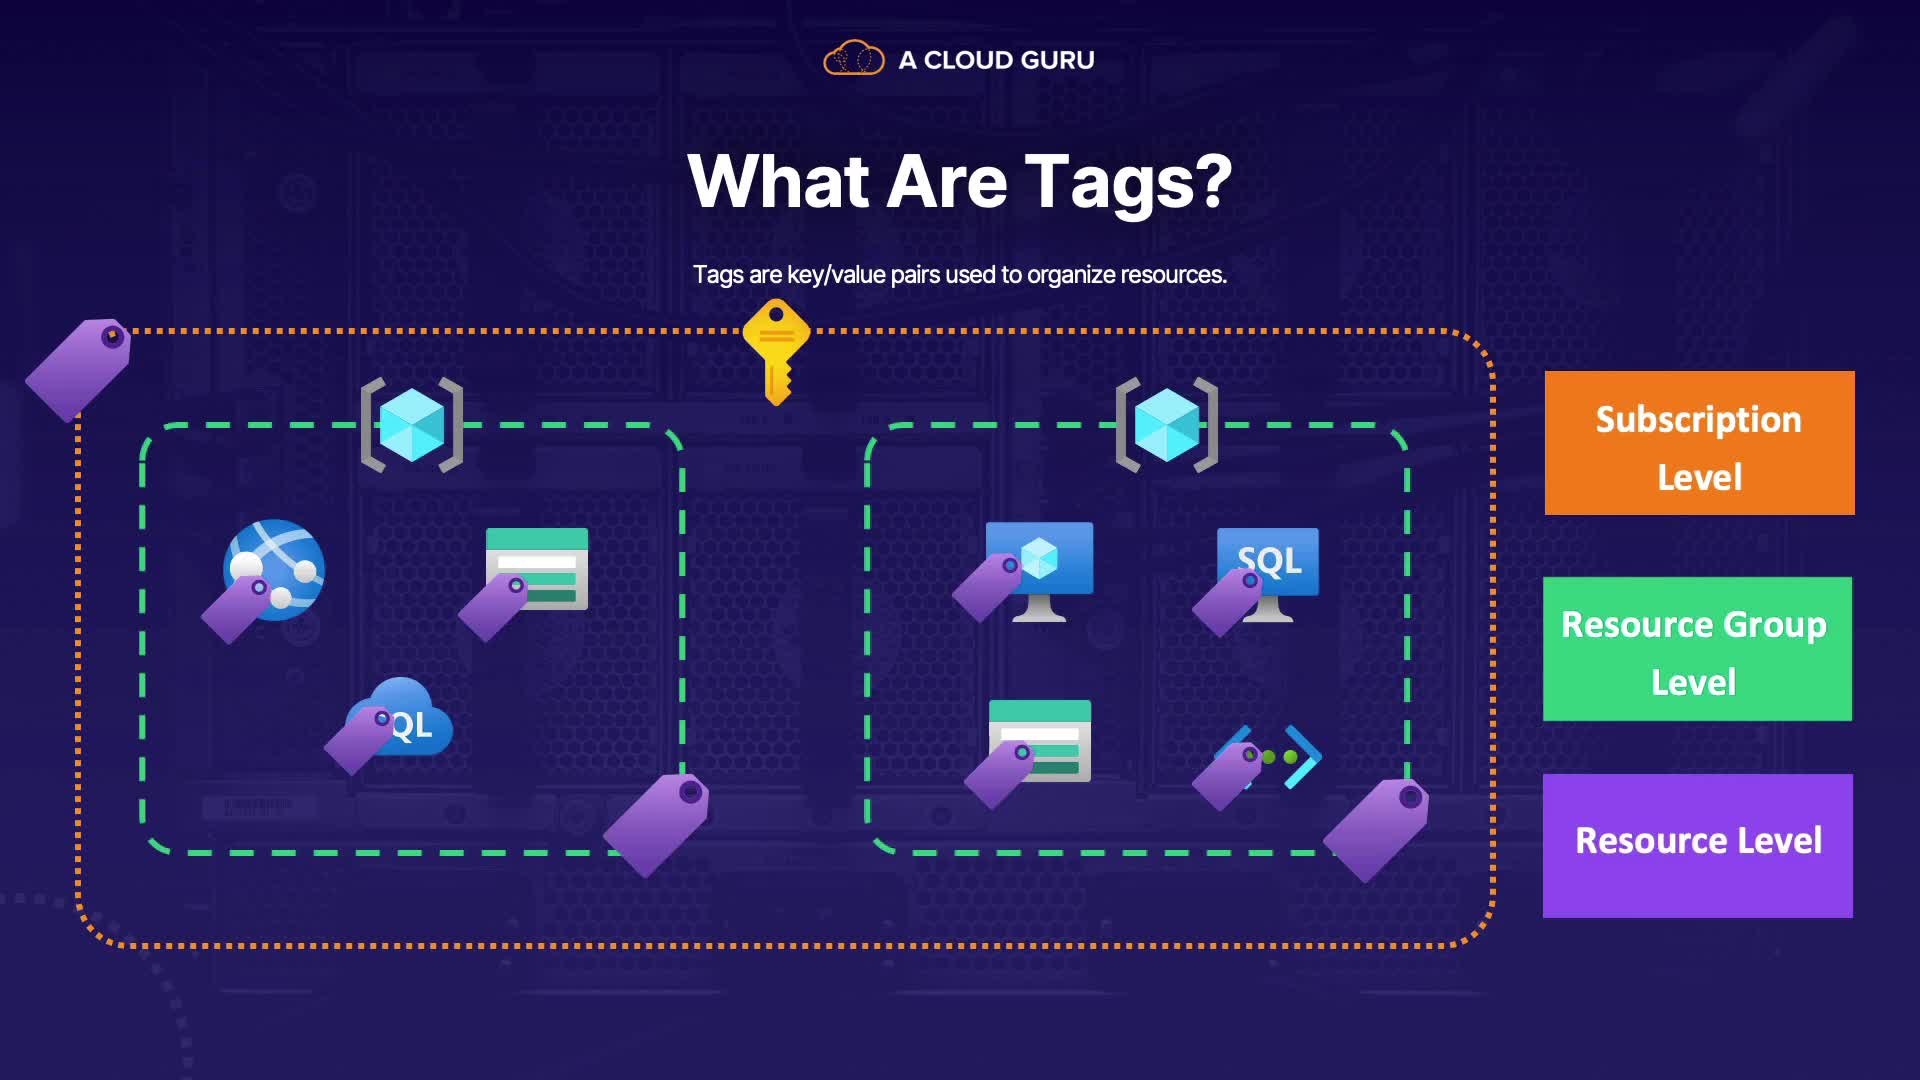 A CLOUD GURU
What Are Tags?
Tags are key/value pairs used to organize resources.
Subscription
Level
SQL
Resource Group
Level
QL
Resource Level